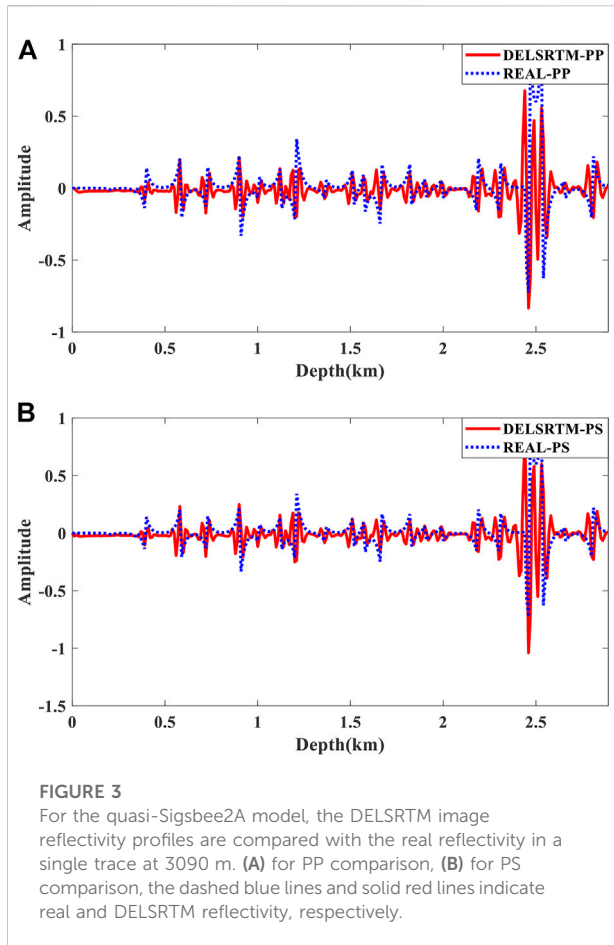 A
DELSRTM-PP
REAL-PP
1
0.5
0
-0.5
-1
Amplitude
0 0.5 1 1.5 2 2.5
Depth(km)
B
DELSRTM-PS
REAL-PS
1
0.5
0
-0.5
-1
-1.5
Amplitude
0 0.5 1 1.5 2 2.5
Depth(km)
FIGURE 3
For the quasi-Sigsbee2A model, the DELSRTM image
reflectivity profiles are compared with the real reflectivity in a
single trace at 3090 m. (A) for PP comparison, (B) for PS
comparison, the dashed blue lines and solid red lines indicate
real and DELSRTM reflectivity, respectively.